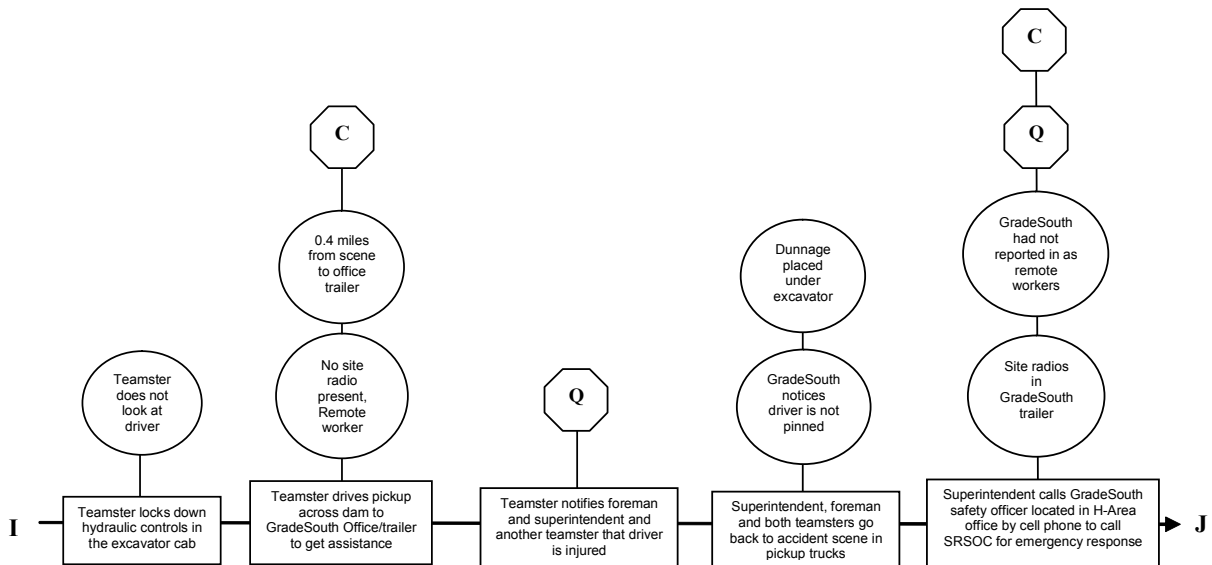 C
C
Q
0.4 miles
from scene
to office
trailer
GradeSouth
had not
reported in as
remote
workers
Dunnage
placed
under
excavator
Teamster
does not
look at
driver
No site
radio
present,
Remote
worker
Q
GradeSouth
notices
driver is not
pinned
Site
radios in
GradeSouth
trailer
I
Teamster locks down
hydraulic controls in
the excavator cab
Teamster drives pickup
across dam to
GradeSouth Office/trailer
to get assistance
Teamster notifies foreman
and superintendent and
another teamster that driver
is injured
Superintendent, foreman
and both teamsters go
back to accident scene in
pickup trucks
Superintendent calls GradeSouth
safety officer located in H-Area
office by cell phone to call
SRSOC for emergency response
J